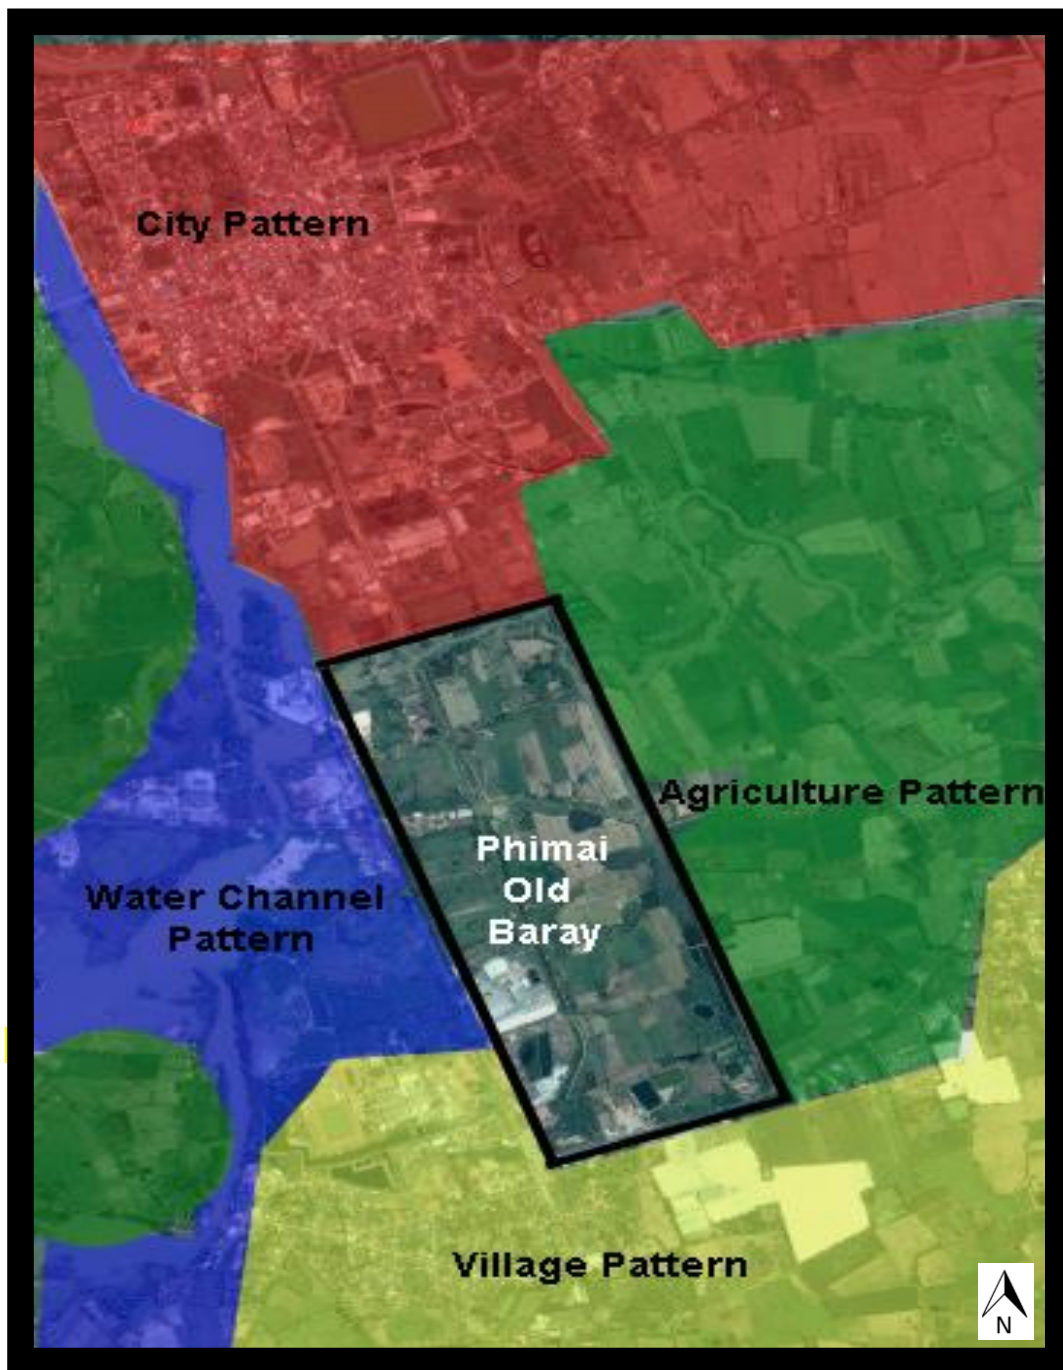 City Pattern
Agriculture Pattern
Phimai
Old
Baray
Water Channel
Pattern
Village Pattern
N